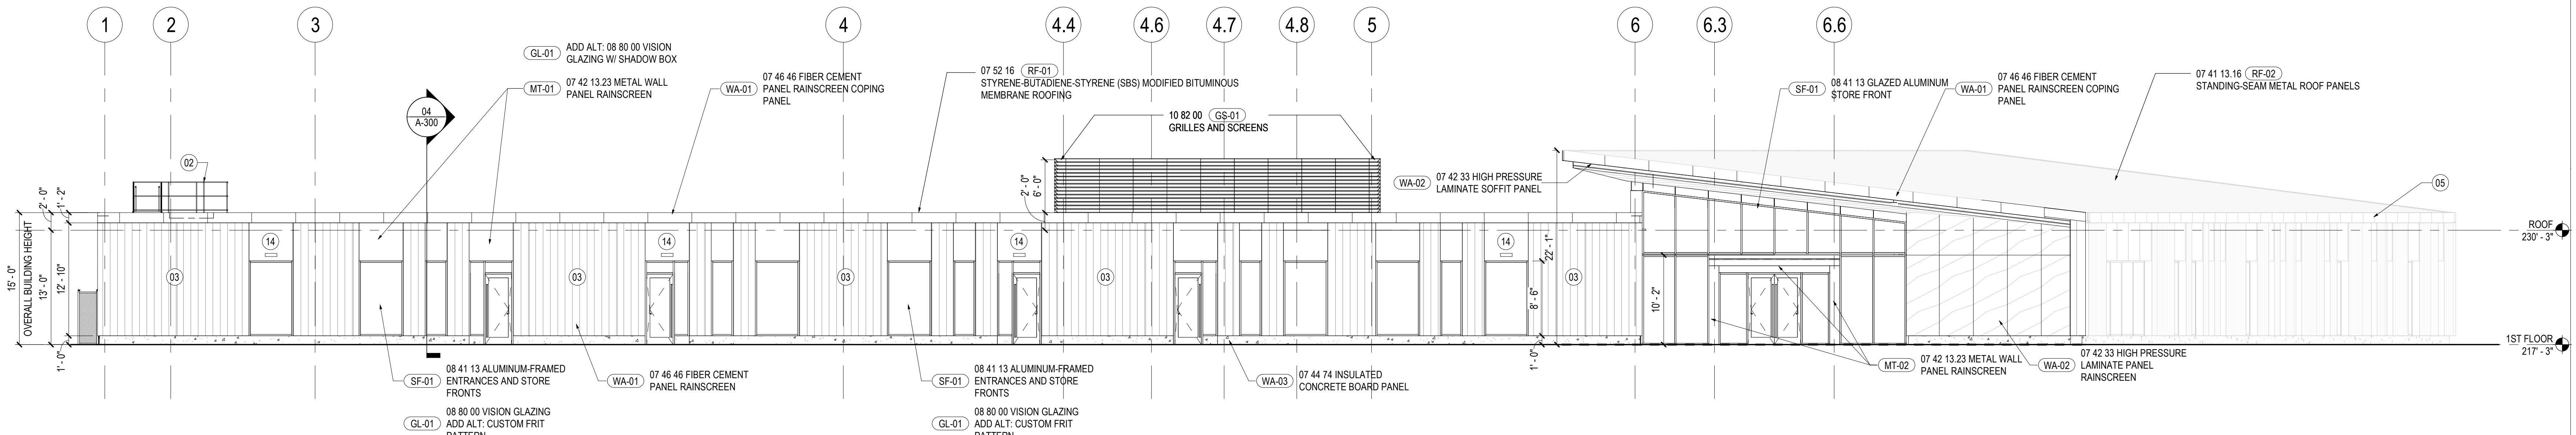 1
2
3
4
4.4
4.6
4.7
4.8
5
6
6.3
6.6
GL-01
ADD ALT: 08 80 00 VISION
GLAZING W/ SHADOW BOX
MT-01
07 42 13.23 METAL WALL
PANEL RAINSCREEN
04
A-300
WA-01
07 46 46 FIBER CEMENT
PANEL RAINSCREEN COPING
PANEL
07 52 16 RF-01
STYRENE-BUTADIENE-STYRENE (SBS) MODIFIED BITUMINOUS
MEMBRANE ROOFING
10 82 00 GS-01
GRILLES AND SCREENS
SF-01
08 41 13 GLAZED ALUMINUM
STORE FRONT
WA-01
07 46 46 FIBER CEMENT
PANEL RAINSCREEN COPING
PANEL
07 41 13.16 RF-02
STANDING-SEAM METAL ROOF PANELS
WA-02
07 42 33 HIGH PRESSURE
LAMINATE SOFFIT PANEL
02
05
2' - 0"
1' - 2"
2' - 0"
6' - 0"
15' - 0"
OVERALL BUILDING HEIGHT
13' - 0"
12' - 10"
1' - 0"
14
14
14
14
03
03
03
03
03
22' - 1"
8' - 6"
1' - 0"
10' - 2"
ROOF
230' - 3"
1ST FLOOR
217' - 3"
SF-01
08 41 13 ALUMINUM-FRAMED
ENTRANCES AND STORE
FRONTS
GL-01
08 80 00 VISION GLAZING
ADD ALT: CUSTOM FRIT
PATTERN
WA-01
07 46 46 FIBER CEMENT
PANEL RAINSCREEN
SF-01
08 41 13 ALUMINUM-FRAMED
ENTRANCES AND STORE
FRONTS
GL-01
08 80 00 VISION GLAZING
ADD ALT: CUSTOM FRIT
PATTERN
WA-03
07 44 74 INSULATED
CONCRETE BOARD PANEL
MT-02
07 42 13.23 METAL WALL
PANEL RAINSCREEN
WA-02
07 42 33 HIGH PRESSURE
LAMINATE PANEL
RAINSCREEN